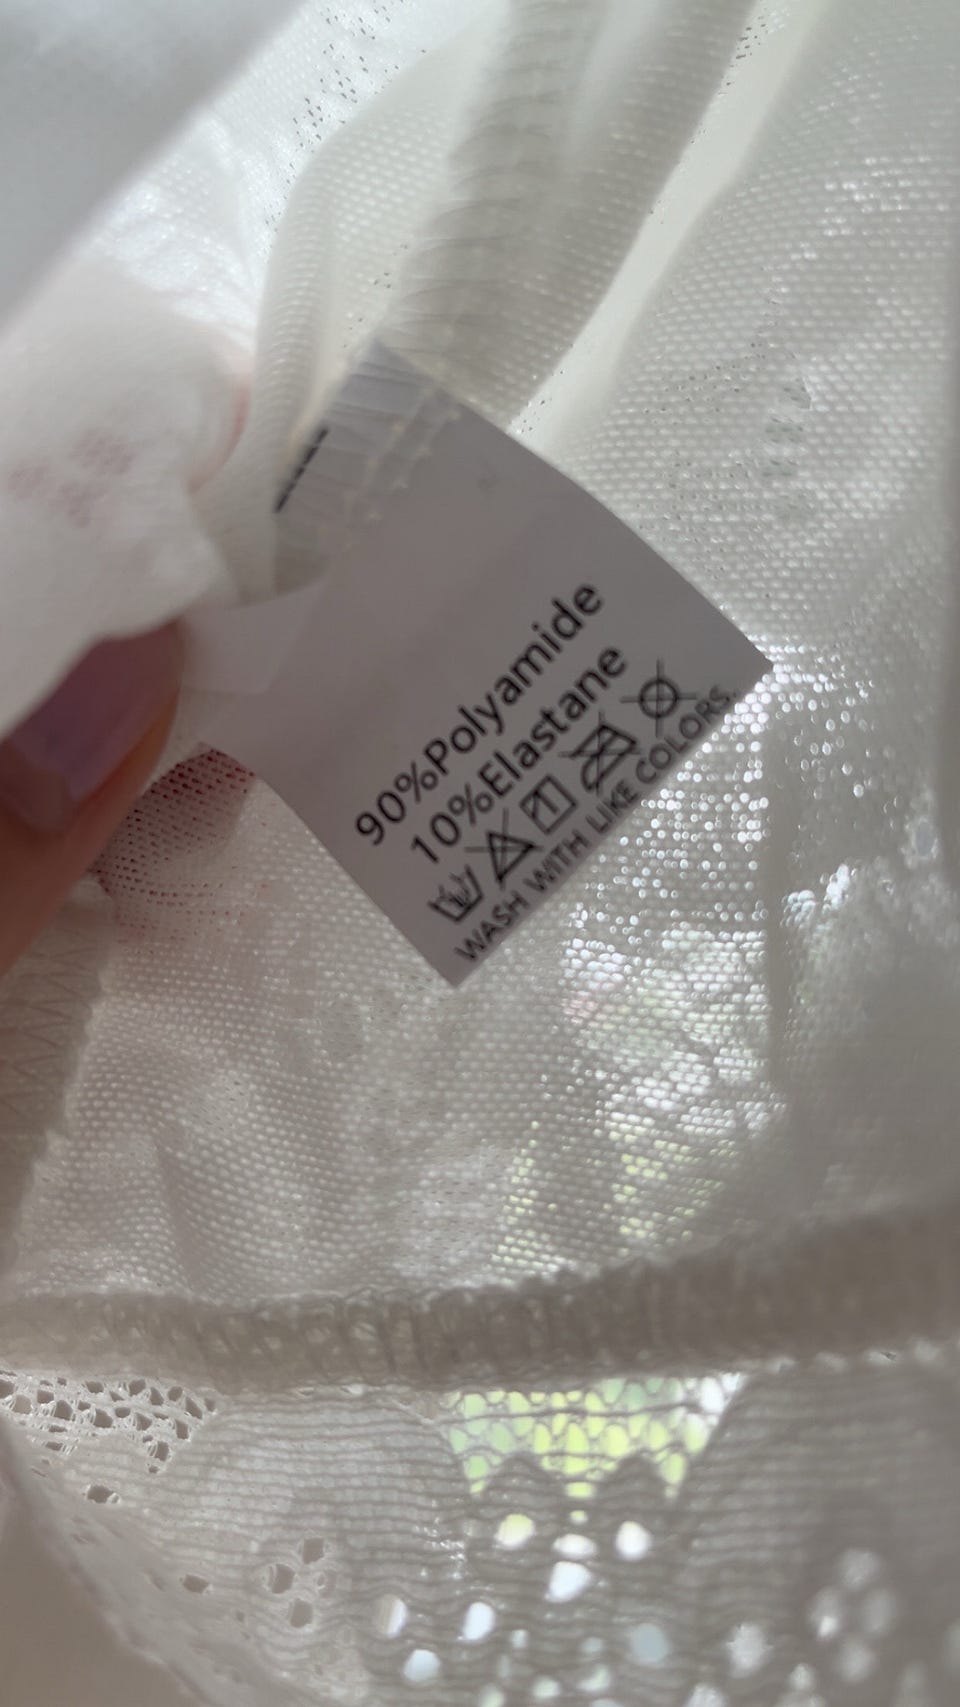 90%Polyamide
10%Elastane
WASH WITH LIKE COLORS.